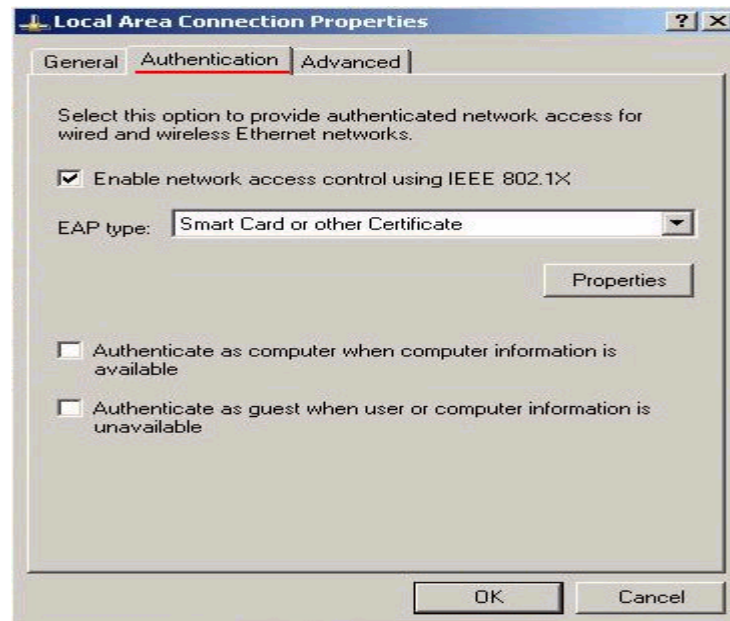 Local Area Connection Properties
General Authentication Advanced
Select this option to provide authenticated network access for
wired and wireless Ethernet networks.
Enable network access control using IEEE 802.1X
EAP type: Smart Card or other Certificate
Properties
Authenticate as computer when computer information is
available
Authenticate as guest when user or computer information is
unavailable
OK Cancel